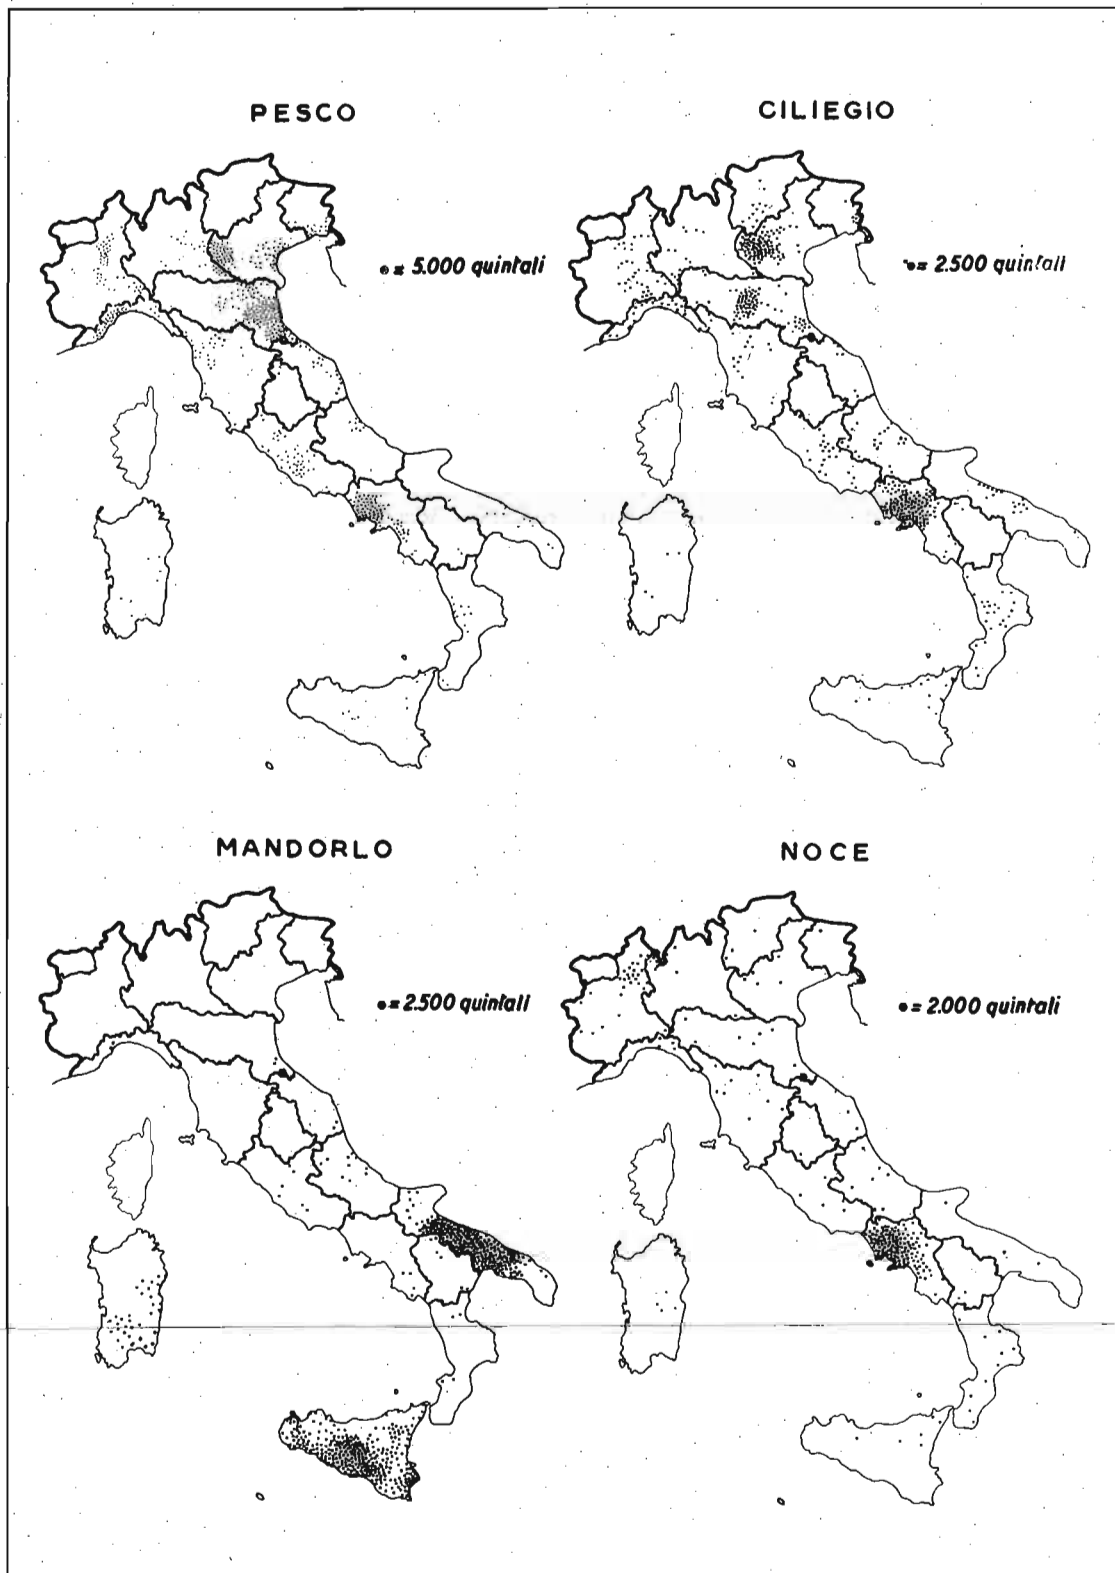 PESCO
CILIEGIO
= 5.000 quintali
= 2.500 quintali
MANDORLO
NOCE
= 2.500 quintali
= 2.000 quintali